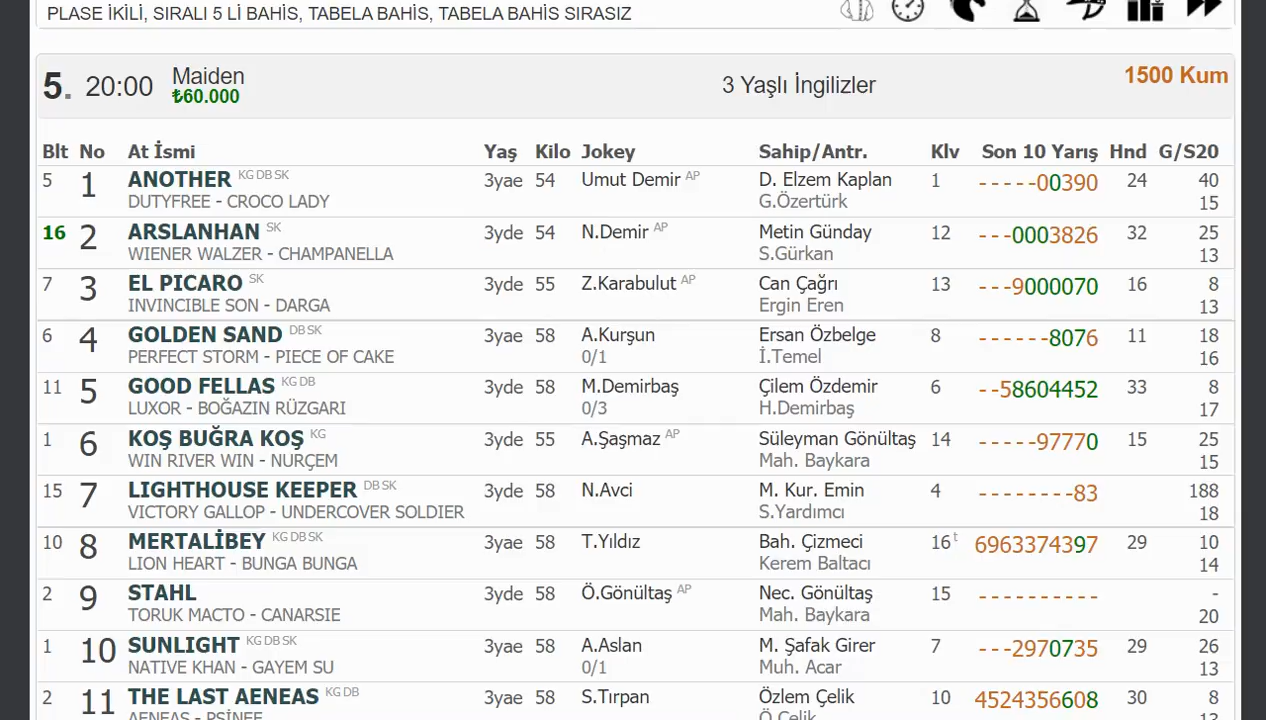 PLASE İKİLİ, SIRALI 5 Lİ BAHİS, TABELA BAHİS, TABELA BAHİS SIRASIZ
5. 20:00 Maiden 3 Yaşlı İngilizler 1500 Kum
₺60.000
Blt No At İsmi Yaş Kilo Jokey Sahip/Antr. Klv Son 10 Yarış Hnd G/S20
5 1 ANOTHER KG DB SK 3yae 54 Umut Demir AP D. Elzem Kaplan 1 -----00390 24 40
DUTYFREE - CROCO LADY G.Özertürk 15
16 2 ARSLANHAN SK 3yde 54 N.Demir AP Metin Günday 12 ---0003826 32 25
WIENER WALZER - CHAMPANELLA S.Gürkan 13
7 3 EL PICARO SK 3yde 55 Z.Karabulut AP Can Çağrı 13 ---9000070 16 8
INVINCIBLE SON - DARGA Ergin Eren 13
6 4 GOLDEN SAND DB SK 3yae 58 A.Kurşun Ersan Özbelge 8 ------8076 11 18
PERFECT STORM - PIECE OF CAKE 0/1 İ.Temel 16
11 5 GOOD FELLAS KG DB 3yde 58 M.Demirbaş Çilem Özdemir 6 --58604452 33 8
LUXOR - BOĞAZIN RÜZGARI 0/3 H.Demirbaş 17
1 6 KOŞ BUĞRA KOŞ KG 3yde 55 A.Şaşmaz AP Süleyman Gönültaş 14 -----97770 15 25
WIN RIVER WIN - NURÇEM Mah. Baykara 15
15 7 LIGHTHOUSE KEEPER DB SK 3yde 58 N.Avci M. Kur. Emin 4 --------83 188
VICTORY GALLOP - UNDERCOVER SOLDIER S.Yardımcı 18
10 8 MERTALİBEY KG DB SK 3yae 58 T.Yıldız Bah. Çizmeci 16 t 6963374397 29 10
LION HEART - BUNGA BUNGA Kerem Baltacı 14
2 9 STAHL 3yde 58 Ö.Gönültaş AP Nec. Gönültaş 15 ---------- -
TORUK MACTO - CANARSIE Mah. Baykara 20
1 10 SUNLIGHT KG DB SK 3yae 58 A.Aslan M. Şafak Girer 7 ---2970735 29 26
NATIVE KHAN - GAYEM SU 0/1 Muh. Acar 13
2 11 THE LAST AENEAS KG DB 3yae 58 S.Tırpan Özlem Çelik 10 4524356608 30 8
AENEAS - PSİNEE Ö.Çelik 13